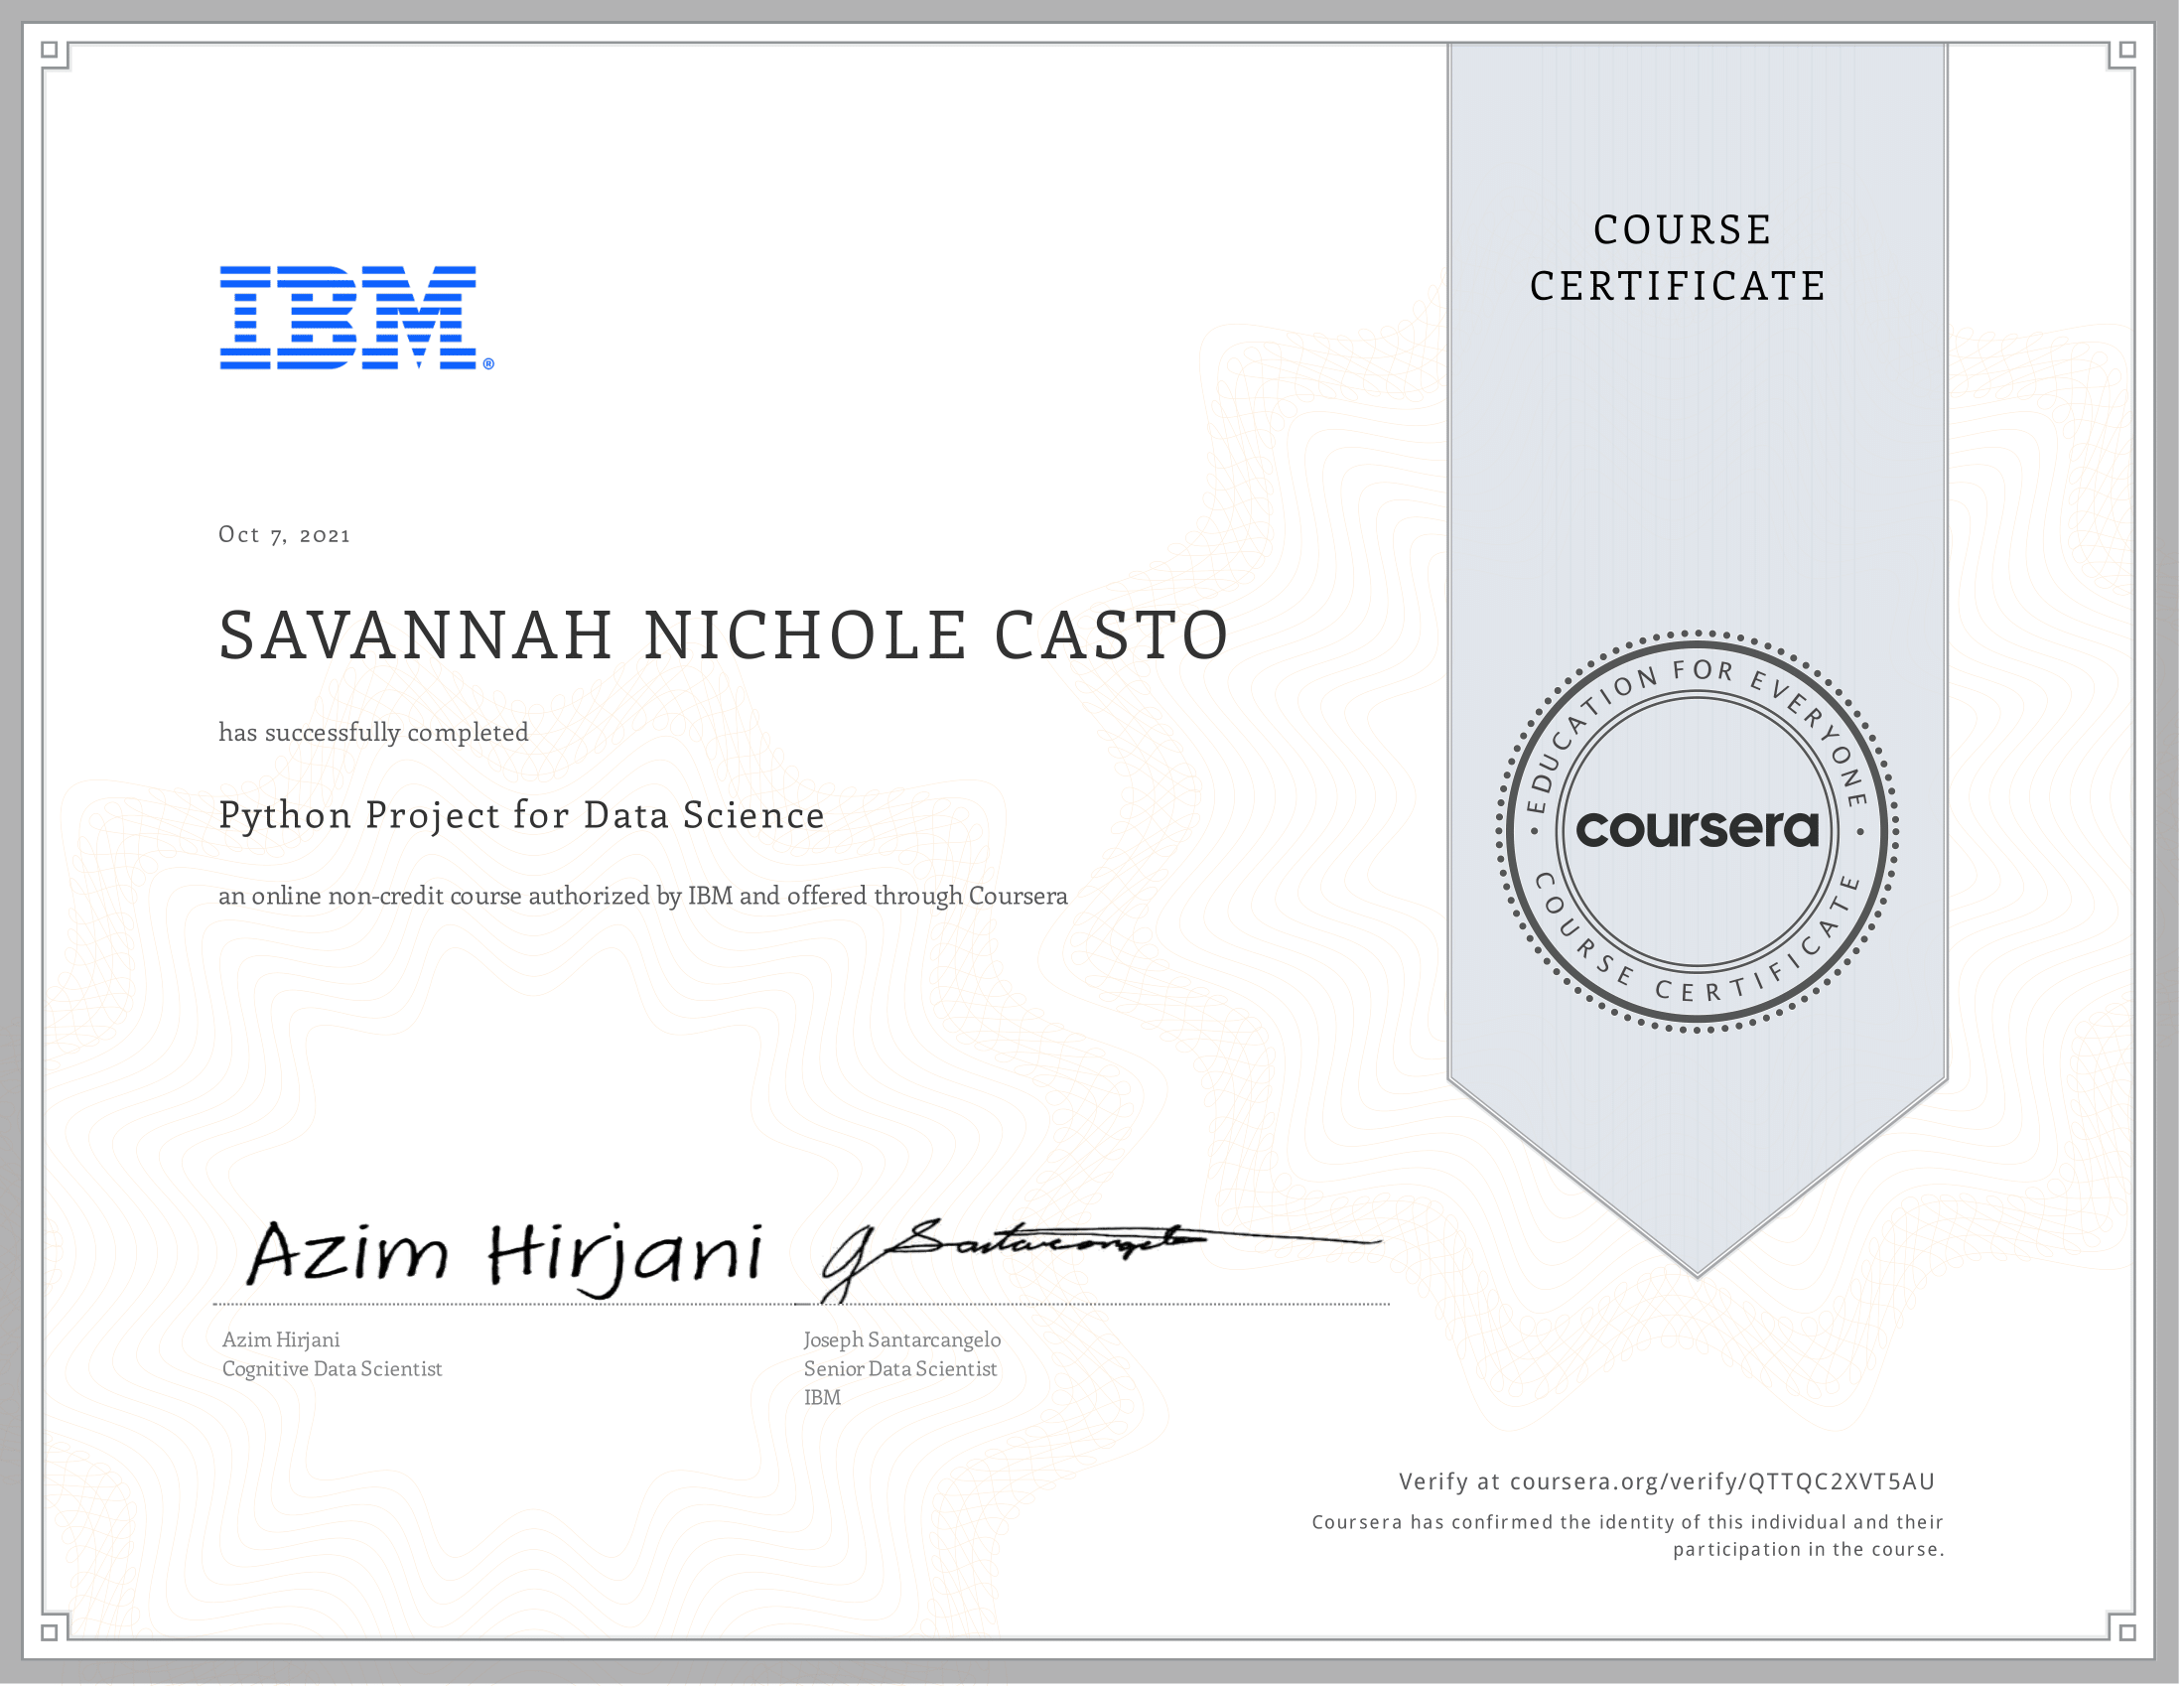 COURSE
CERTIFICATE
IBM®
Oct 7, 2021
SAVANNAH NICHOLE CASTO
has successfully completed
Python Project for Data Science
an online non-credit course authorized by IBM and offered through Coursera
EDUCATION FOR EVERYONE
coursera
COURSE CERTIFICATE
Azim Hirjani
J Santarcangelo
Azim Hirjani
Cognitive Data Scientist
Joseph Santarcangelo
Senior Data Scientist
IBM
Verify at coursera.org/verify/QTTQC2XVT5AU
Coursera has confirmed the identity of this individual and their
participation in the course.